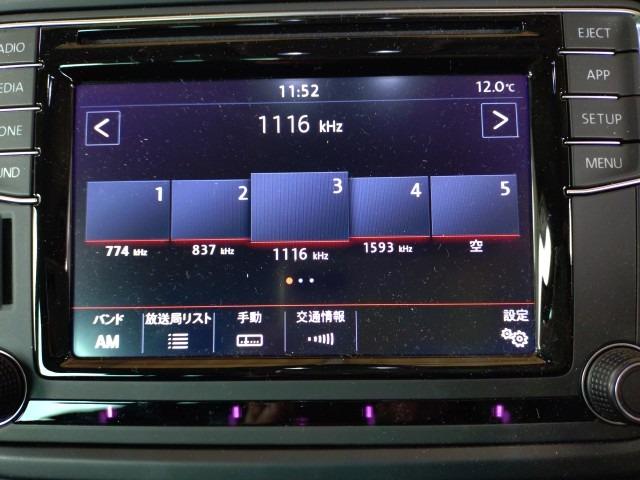 11:52
12.0℃
<
1116 kHz
>
1
2
3
4
5
774 kHz
837 kHz
1116 kHz
1593 kHz
空
バンド
AM
放送局リスト
手動
交通情報
設定
ADIO
EDIA
ONE
UND
EJECT
APP
SETUP
MENU